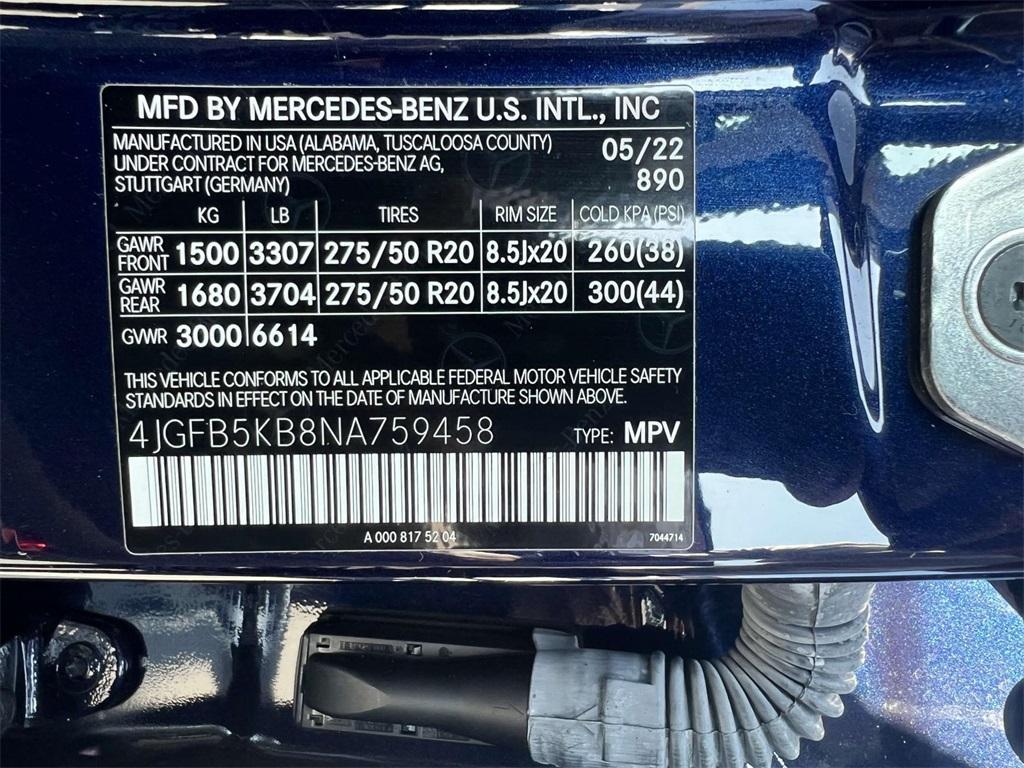 MFD BY MERCEDES-BENZ U.S. INTL., INC
MANUFACTURED IN USA (ALABAMA, TUSCALOOSA COUNTY) 05/22
UNDER CONTRACT FOR MERCEDES-BENZ AG,
STUTTGART (GERMANY) 890
KG LB TIRES RIM SIZE COLD KPA (PSI)
GAWR FRONT 1500 3307 275/50 R20 8.5Jx20 260(38)
GAWR REAR 1680 3704 275/50 R20 8.5Jx20 300(44)
GVWR 3000 6614
THIS VEHICLE CONFORMS TO ALL APPLICABLE FEDERAL MOTOR VEHICLE SAFETY
STANDARDS IN EFFECT ON THE DATE OF MANUFACTURE SHOWN ABOVE.
4JGFB5KB8NA759458 TYPE: MPV
A 000 817 52 04 7044714